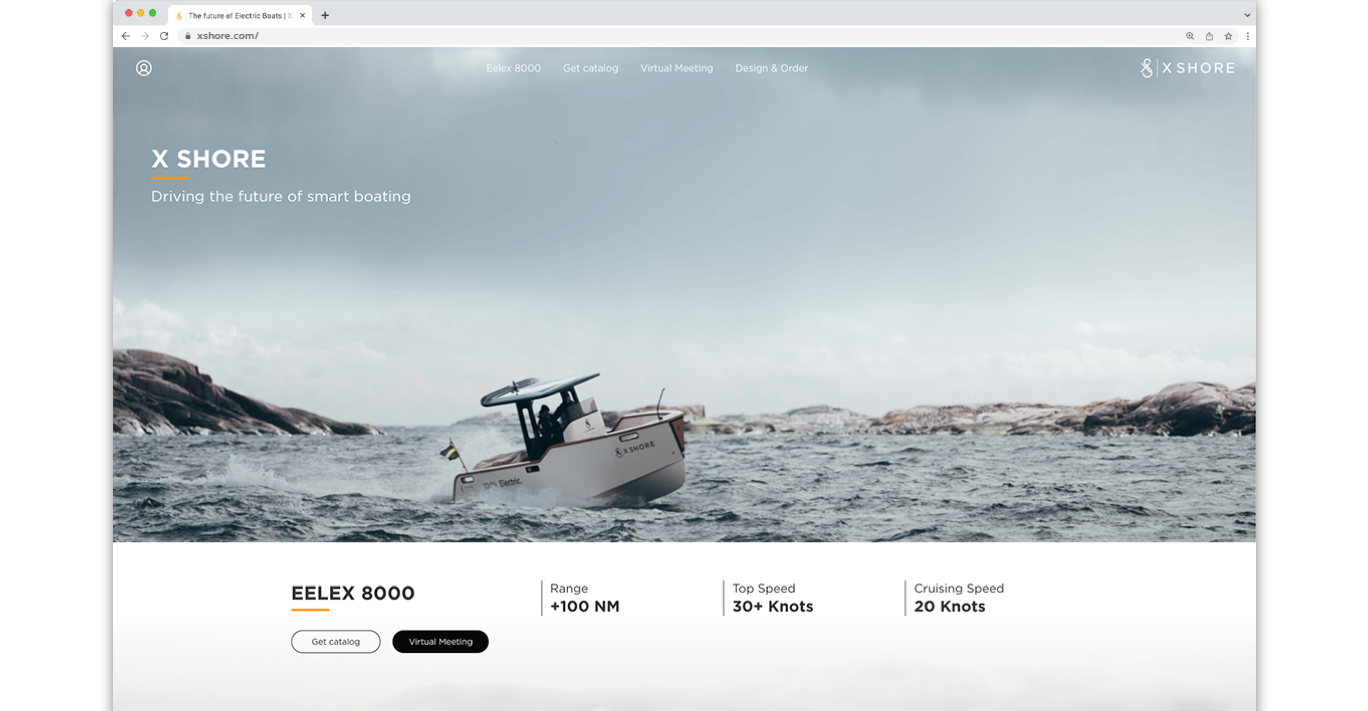 The future of Electric Boats | X
xshore.com/
Eelex 8000
Get catalog
Virtual Meeting
Design & Order
X SHORE
X SHORE
Driving the future of smart boating
X SHORE
100% Electric.
EELEX 8000
Range
+100 NM
Top Speed
30+ Knots
Cruising Speed
20 Knots
Get catalog
Virtual Meeting